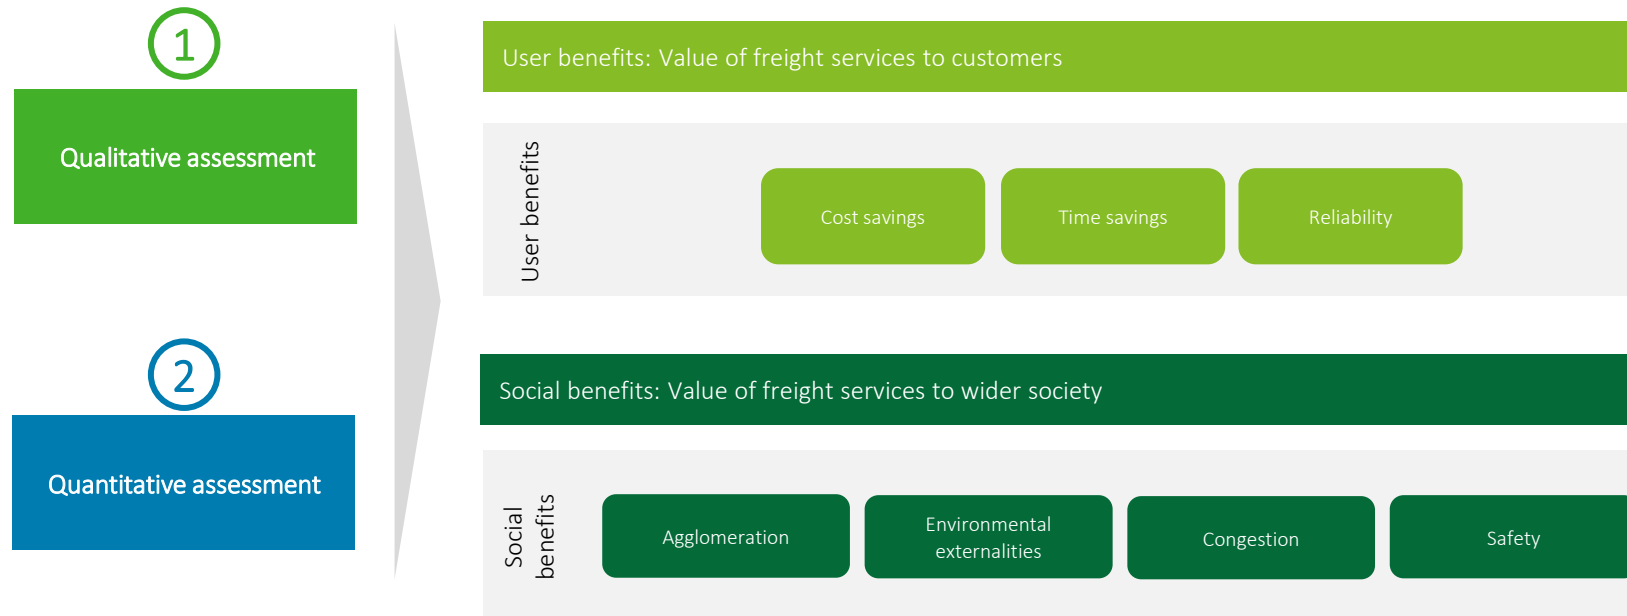 1
Qualitative assessment
2
Quantitative assessment
User benefits: Value of freight services to customers
User benefits
Cost savings
Time savings
Reliability
Social benefits: Value of freight services to wider society
Social
benefits
Agglomeration
Environmental
externalities
Congestion
Safety